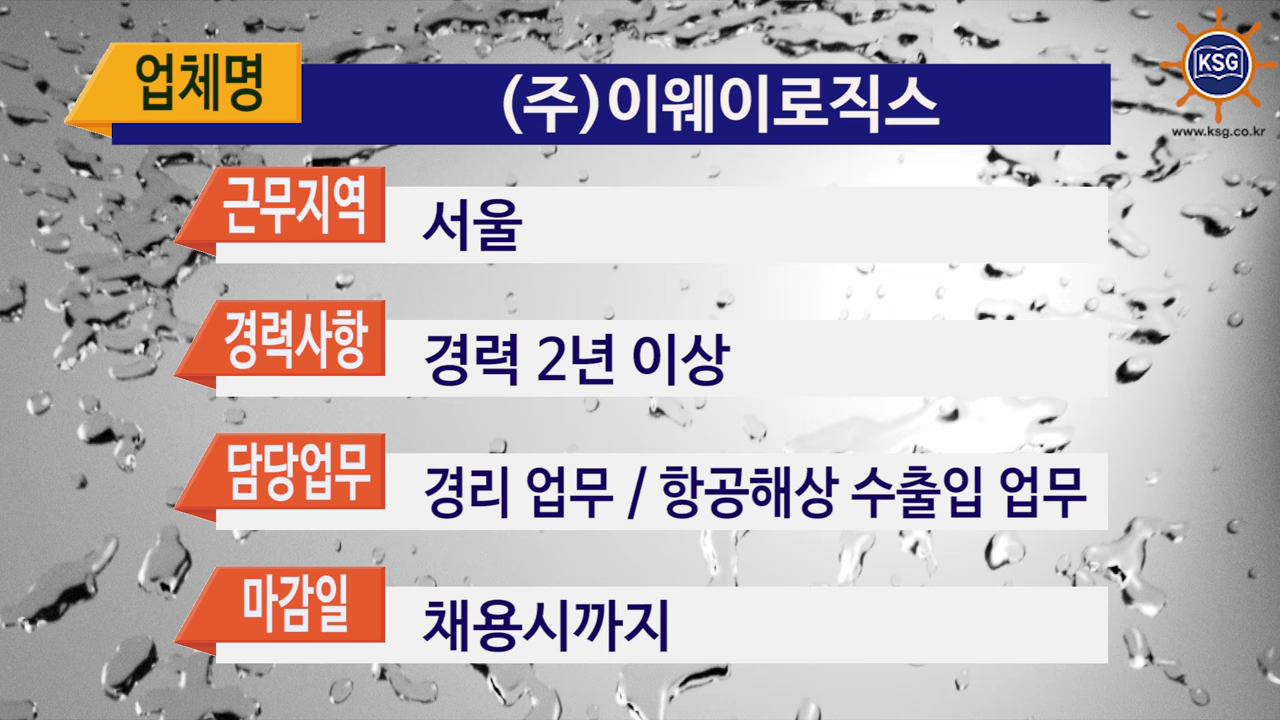 KSG
www.ksg.co.kr
업체명
(주)이웨이로직스
근무지역
서울
경력사항
경력 2년 이상
담당업무
경리 업무 / 항공해상 수출입 업무
마감일
채용시까지